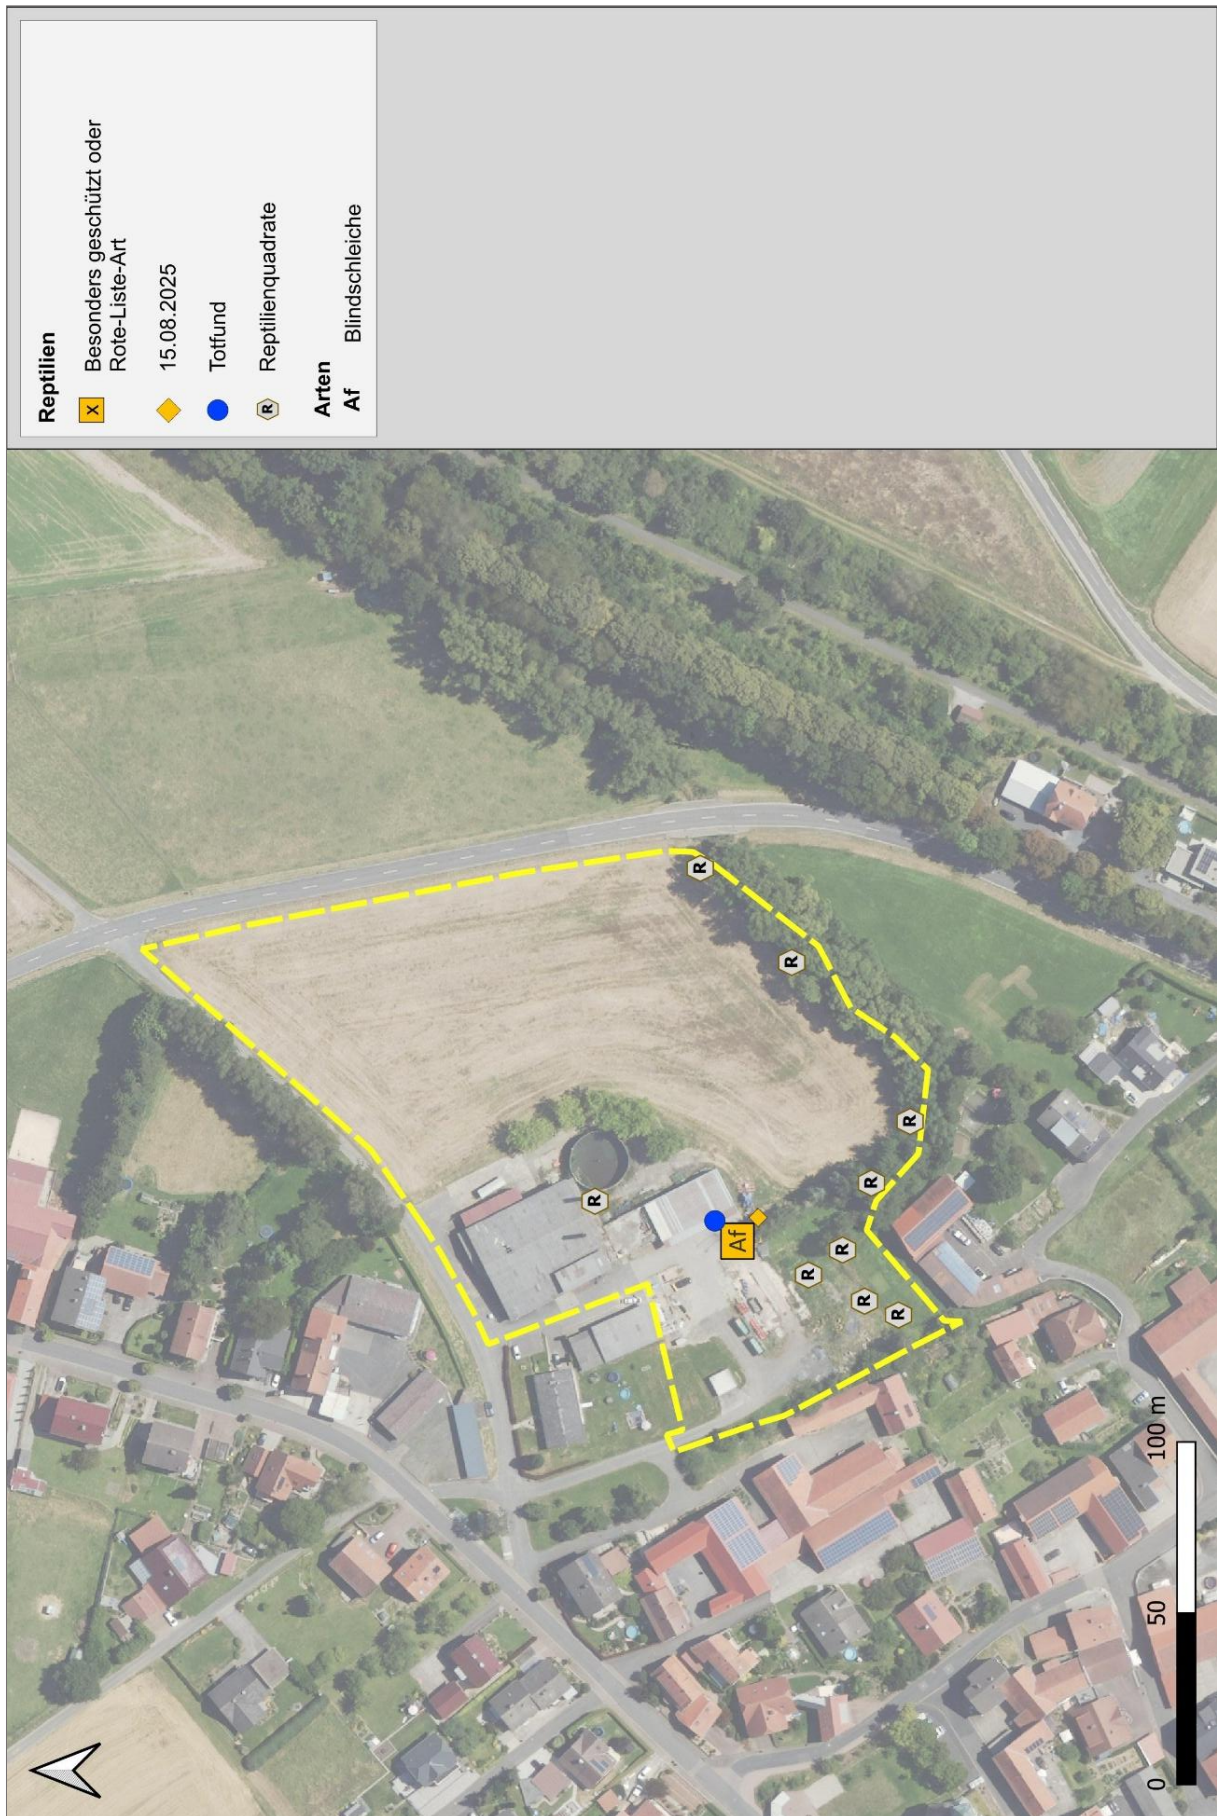 Reptilien
X
Besonders geschützt oder
Rote-Liste-Art
15.08.2025
Totfund
R
Reptilienquadrate
Arten
Af Blindschleiche
R
R
R
R
R
R
R
R
R
Af
0 50 100 m